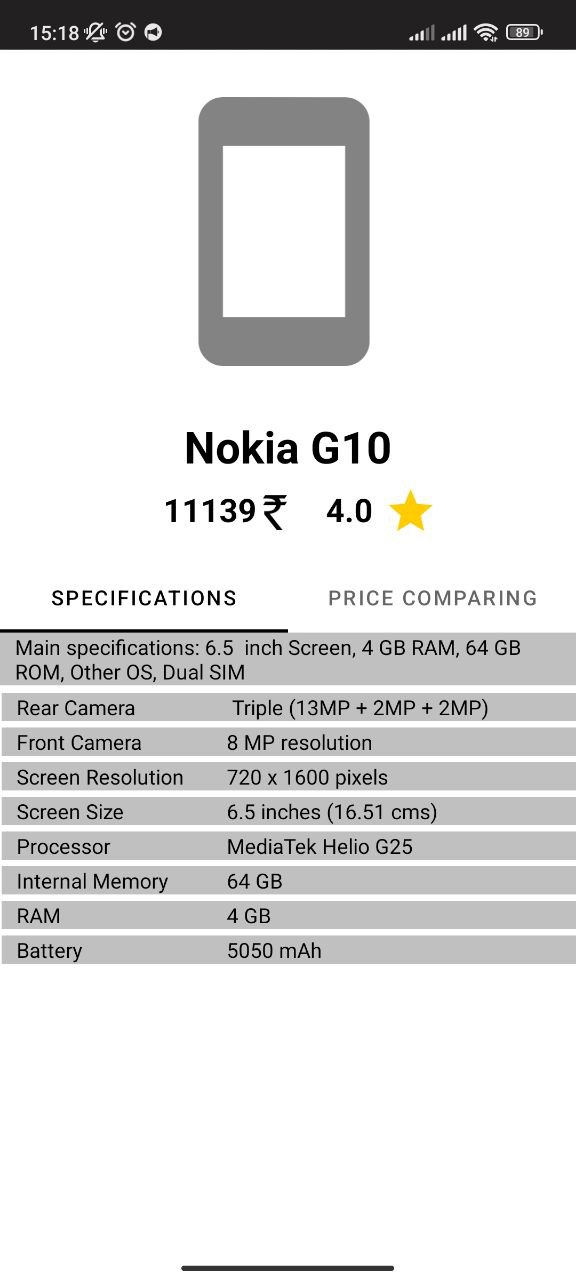 15:18
89
Nokia G10
11139₹ 4.0
SPECIFICATIONS PRICE COMPARING
Main specifications: 6.5  inch Screen, 4 GB RAM, 64 GB
ROM, Other OS, Dual SIM
Rear Camera Triple (13MP + 2MP + 2MP)
Front Camera 8 MP resolution
Screen Resolution 720 x 1600 pixels
Screen Size 6.5 inches (16.51 cms)
Processor MediaTek Helio G25
Internal Memory 64 GB
RAM 4 GB
Battery 5050 mAh